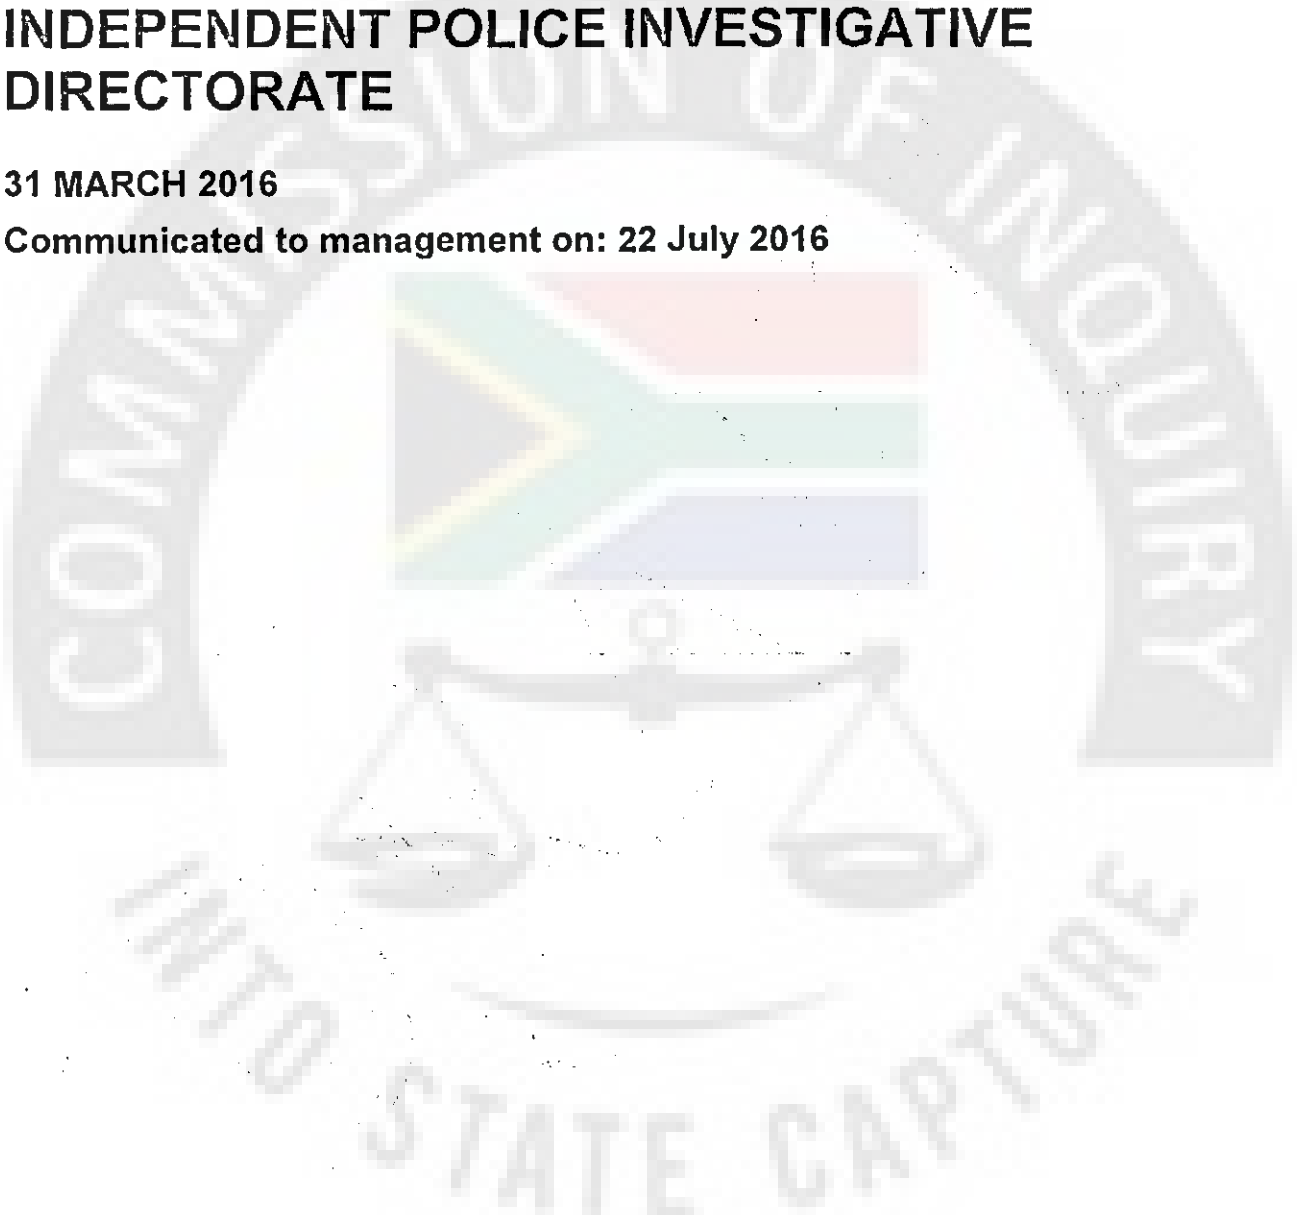 INDEPENDENT POLICE INVESTIGATIVE
DIRECTORATE
31 MARCH 2016
Communicated to management on: 22 July 2016
COMMISSION OF INQUIRY
INTO STATE CAPTURE